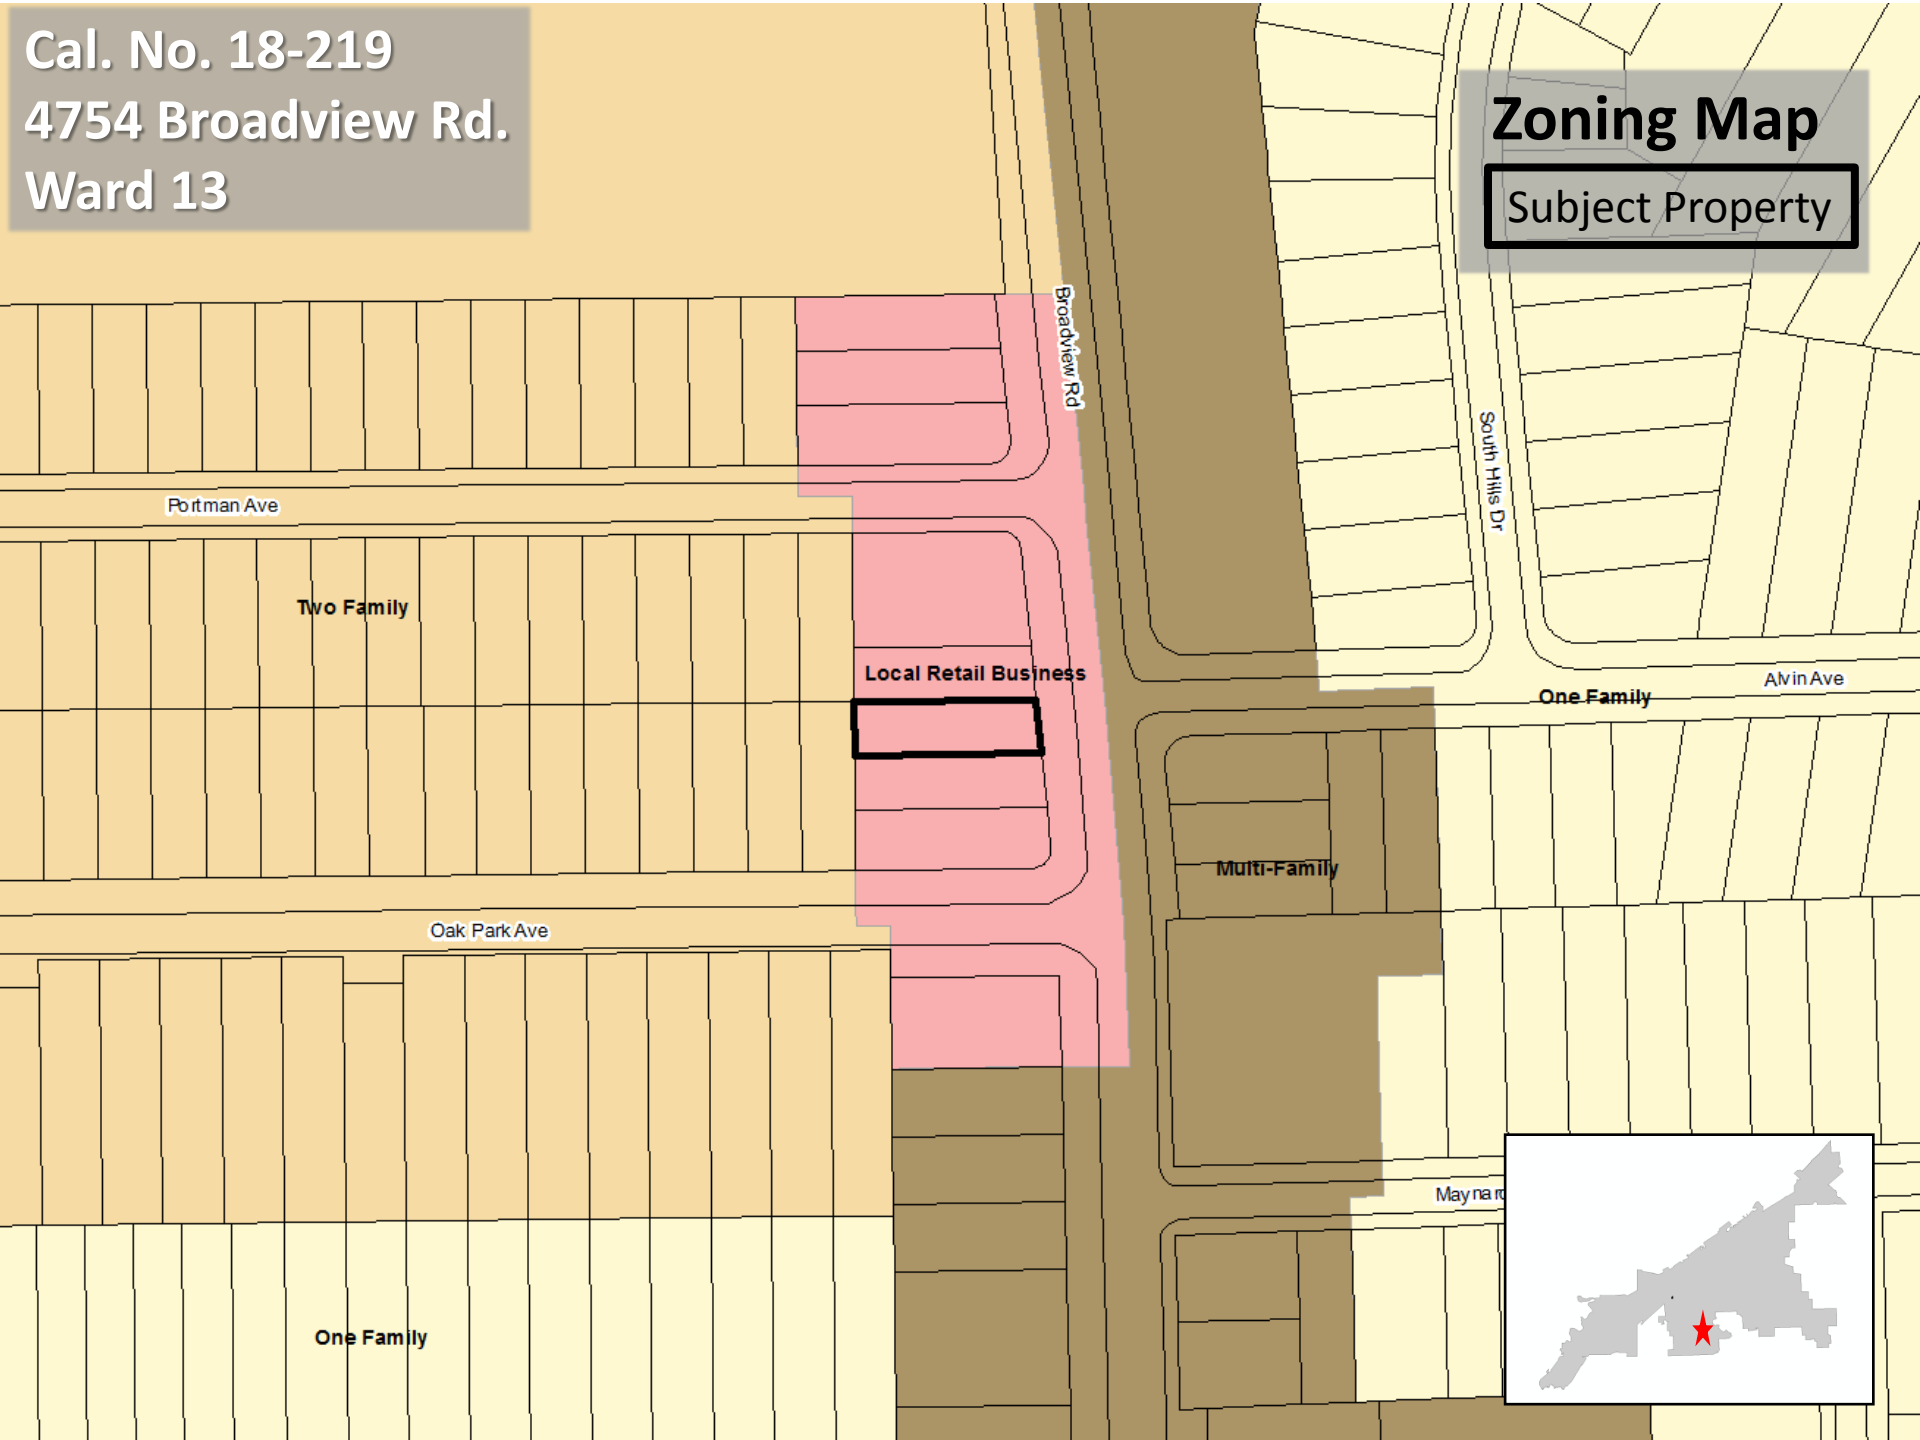 Cal. No. 18-219
4754 Broadview Rd.
Ward 13
Zoning Map
Subject Property
Broadview Rd
South Hills Dr
Portman Ave
Two Family
Local Retail Business
Alvin Ave
One Family
Multi-Family
Oak Park Ave
Maynard
One Family